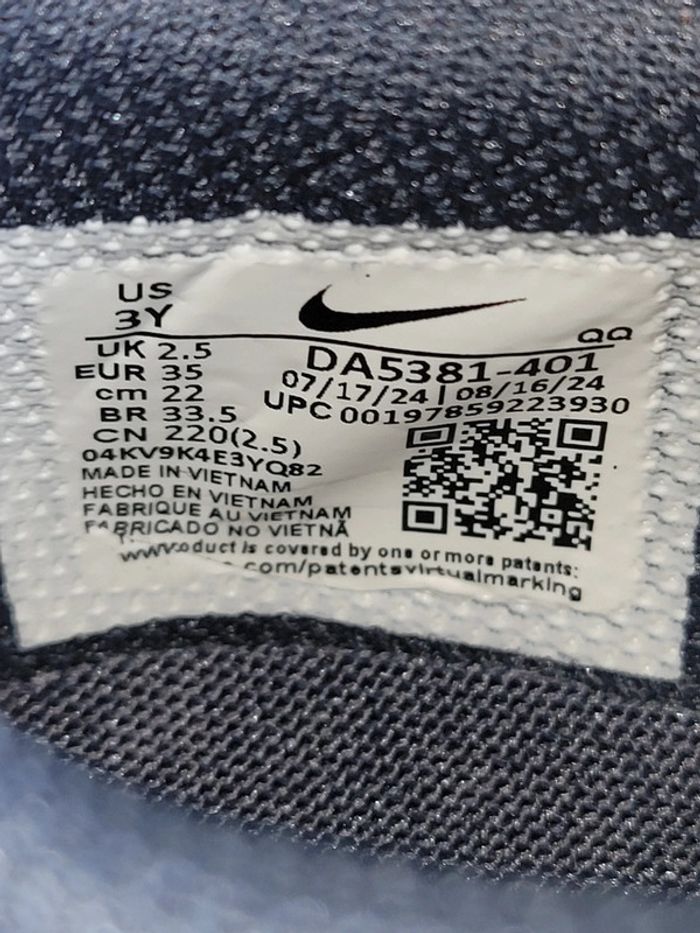 US
3Y
QQ
UK 2.5
EUR 35
cm 22
BR 33.5
CN 220(2.5)
DA5381-401
07/17/24 | 08/16/24
UPC 00197859223930
04KV9K4E3YQ82
MADE IN VIETNAM
HECHO EN VIETNAM
FABRIQUE AU VIETNAM
FABRICADO NO VIETNÃ
is covered by one or more patents:
.com/patentsvirtualmarking